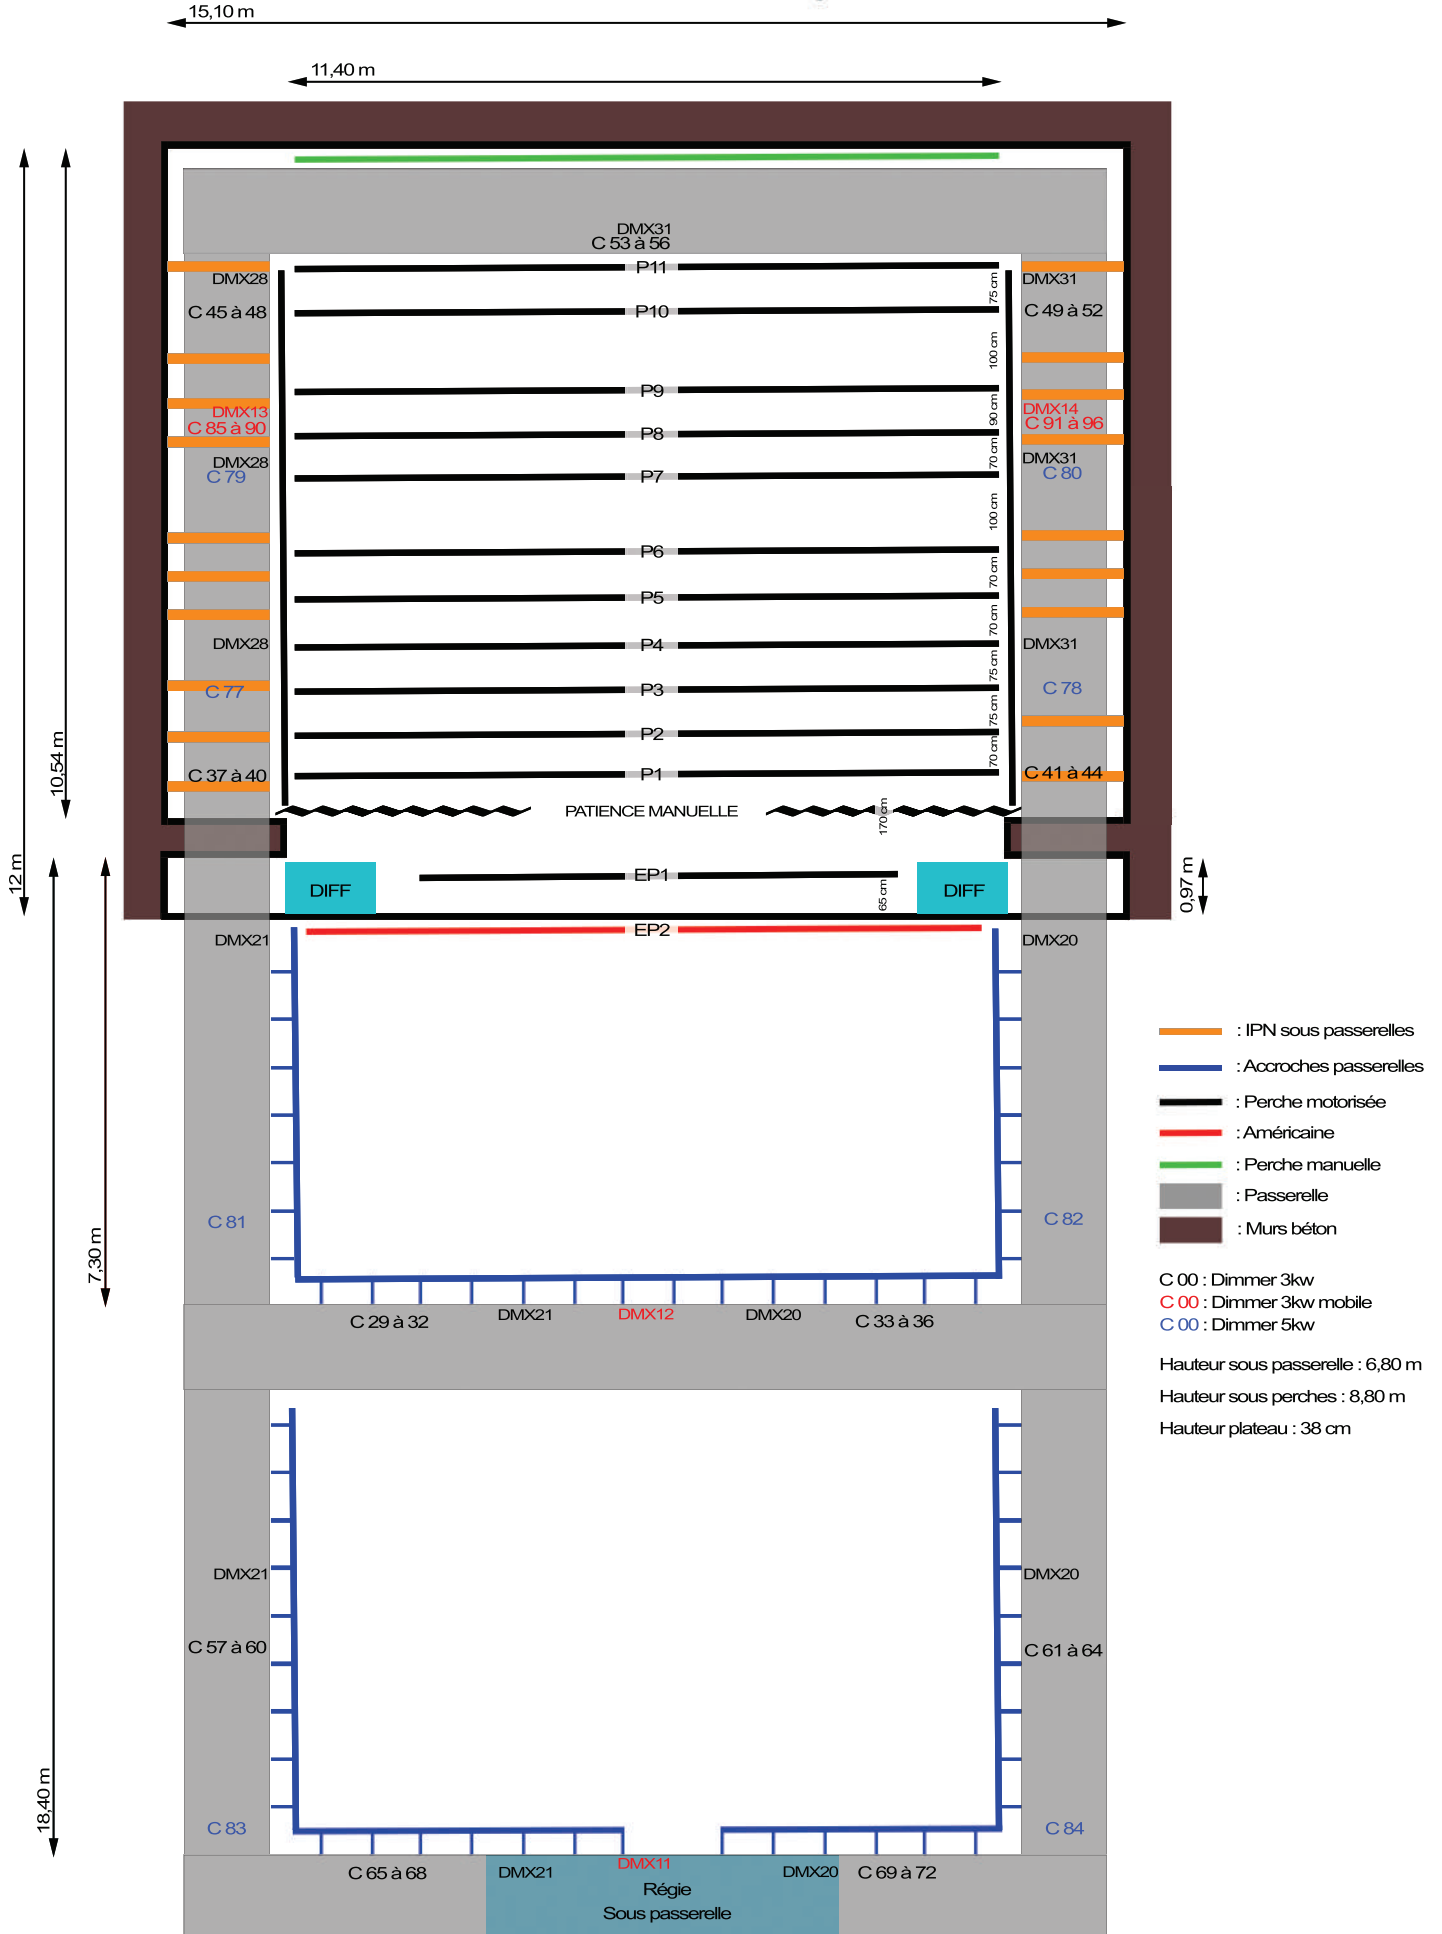 15,10 m
11,40 m
DMX31
C 53 à 56
P11
DMX28
DMX31
75 cm
C 45 à 48
P10
C 49 à 52
100 cm
P9
90 cm
DMX13
C 85 à 90
DMX14
C 91 à 96
P8
70 cm
DMX28
C 79
DMX31
C 80
P7
100 cm
P6
70 cm
P5
70 cm
DMX28
P4
DMX31
75 cm
C 77
P3
C 78
75 cm
P2
70 cm
C 37 à 40
P1
C 41 à 44
10,54 m
PATIENCE MANUELLE
170 cm
12 m
DIFF
EP1
65 cm
DIFF
0,97 m
EP2
DMX21
DMX20
: IPN sous passerelles
: Accroches passerelles
: Perche motorisée
: Américaine
: Perche manuelle
: Passerelle
: Murs béton
C 81
C 82
7,30 m
C 00 : Dimmer 3kw
C 00 : Dimmer 3kw mobile
C 00 : Dimmer 5kw
C 29 à 32
DMX21
DMX12
DMX20
C 33 à 36
Hauteur sous passerelle : 6,80 m
Hauteur sous perches : 8,80 m
Hauteur plateau : 38 cm
DMX21
DMX20
C 57 à 60
C 61 à 64
18,40 m
C 83
C 84
C 65 à 68
DMX21
DMX11
DMX20
C 69 à 72
Régie
Sous passerelle